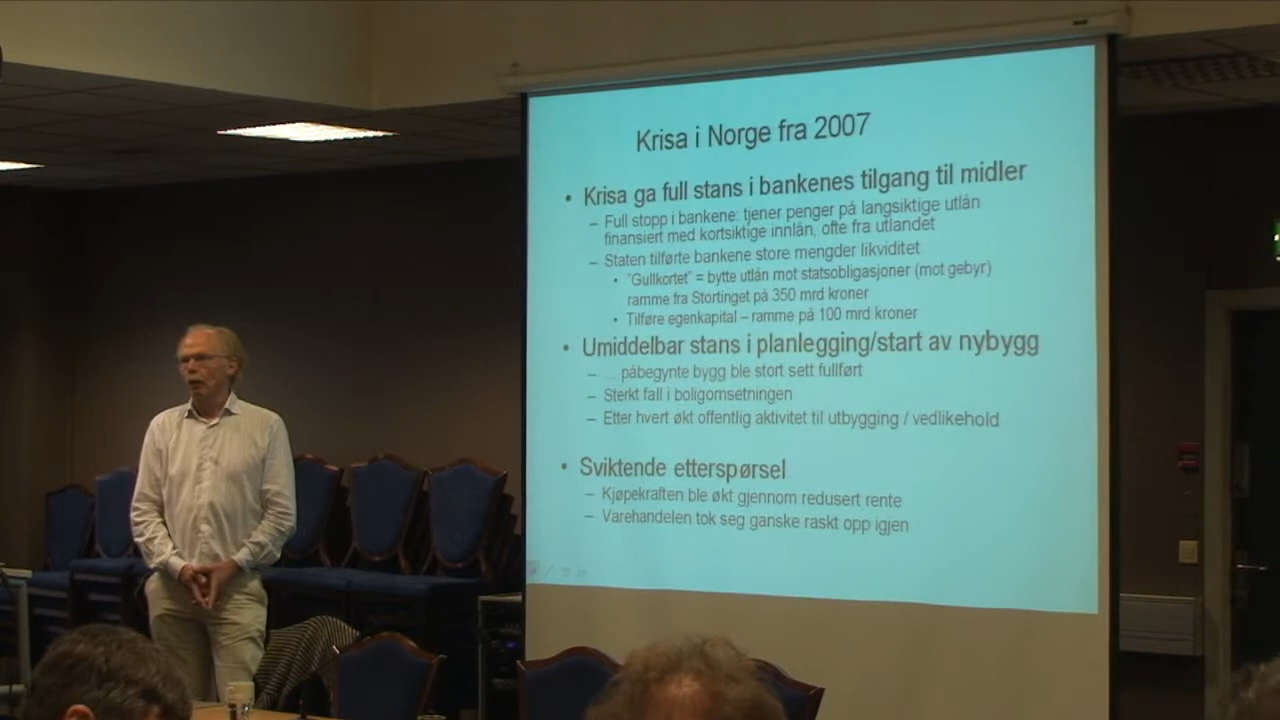 Krisa i Norge fra 2007
• Krisa ga full stans i bankenes tilgang til midler
– Full stopp i bankene: tjener penger på langsiktige utlån
finansiert med kortsiktige innlån, ofte fra utlandet
– Staten tilførte bankene store mengder likviditet
• "Gullkortet" = bytte utlån mot statsobligasjoner (mot gebyr)
ramme fra Stortinget på 350 mrd kroner
• Tilføre egenkapital – ramme på 100 mrd kroner
• Umiddelbar stans i planlegging/start av nybygg
– … påbegynte bygg ble stort sett fullført
– Sterkt fall i boligomsetningen
– Etter hvert økt offentlig aktivitet til utbygging / vedlikehold
• Sviktende etterspørsel
– Kjøpekraften ble økt gjennom redusert rente
– Varehandelen tok seg ganske raskt opp igjen